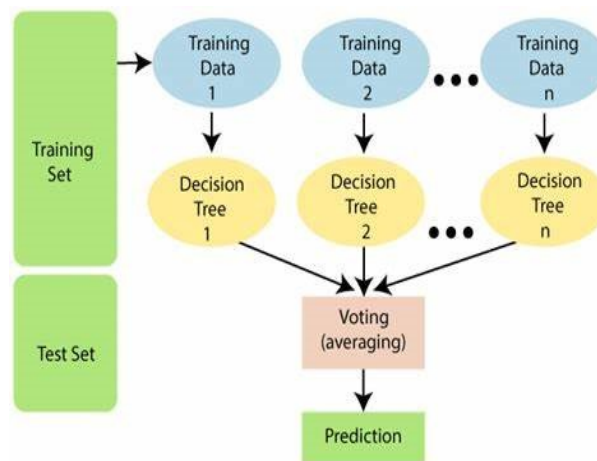 Training
Set
Test Set
Training
Data
1
Training
Data
2
Training
Data
n
Decision
Tree
1
Decision
Tree
2
Decision
Tree
n
Voting
(averaging)
Prediction